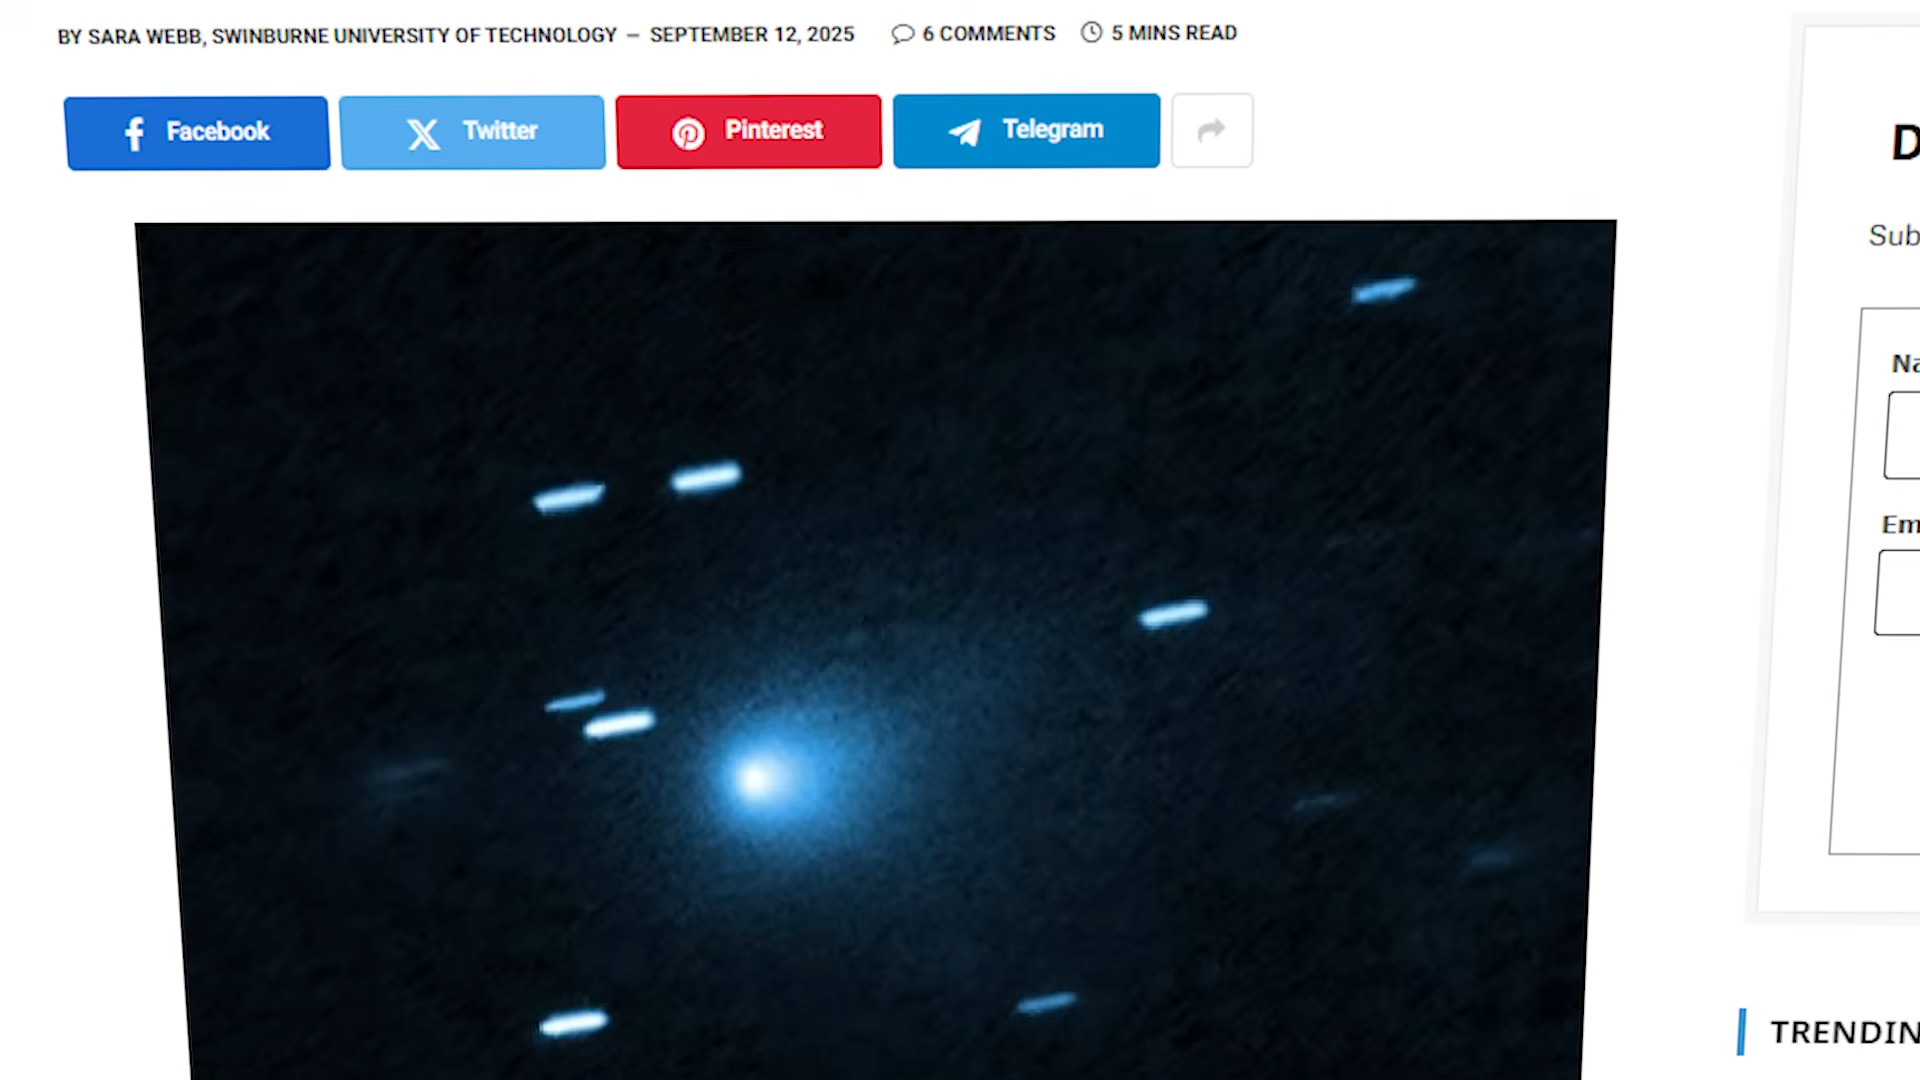 BY SARA WEBB, SWINBURNE UNIVERSITY OF TECHNOLOGY — SEPTEMBER 12, 2025 6 COMMENTS 5 MINS READ
Facebook Twitter Pinterest Telegram
D
Sub
Na
Em
TRENDIN